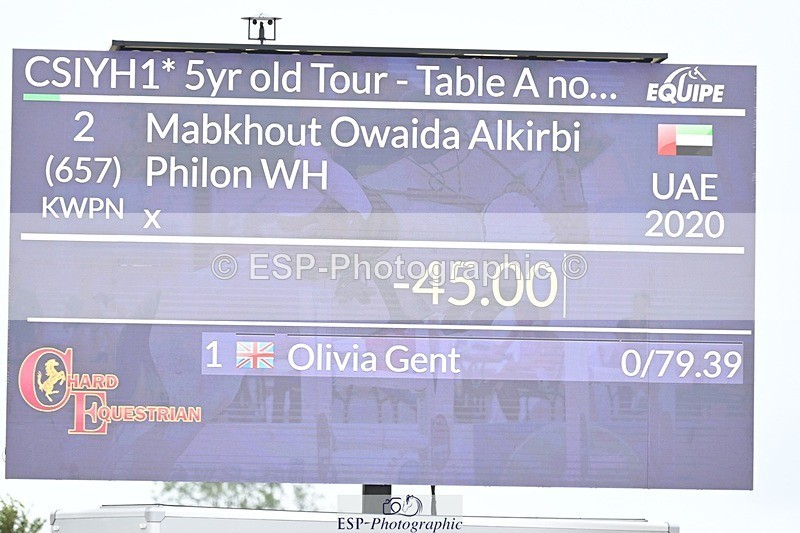 CSIYH1* 5yr old Tour - Table A no...
EQUIPE
2 Mabkhout Owaida Alkirbi
(657) Philon WH UAE
KWPN x 2020
© ESP-Photographic ©
-45.00
1 Olivia Gent 0/79.39
CHARD
EQUESTRIAN
ESP-Photographic